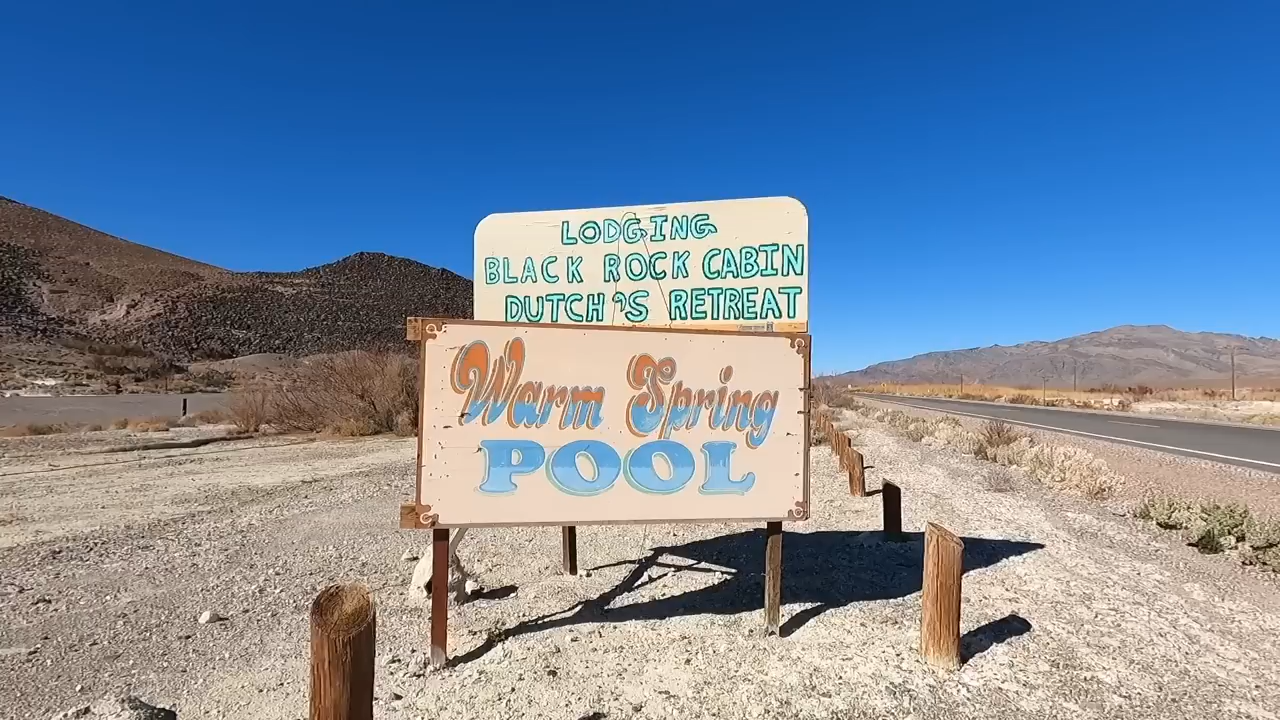 LODGING
BLACK ROCK CABIN
DUTCH'S RETREAT
Warm Spring
POOL